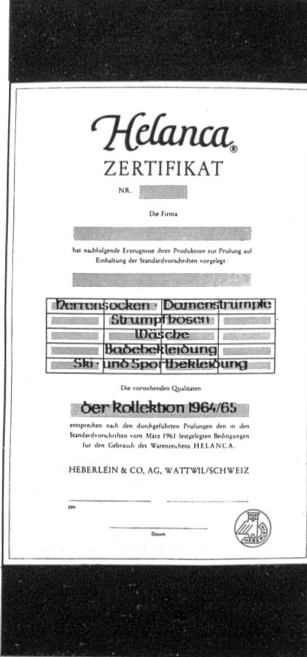 Helanca®
ZERTIFIKAT
NR.
Die Firma
hat nachfolgende Erzeugnisse ihrer Produktion zur Prüfung auf
Einhaltung der Standardvorschriften vorgelegt:
Herrensocken - Damenstrümpfe
Strumpfhosen
Wäsche
Badebekleidung
Ski- und Sportbekleidung
Die vorstehenden Qualitäten
der Kollektion 1964/65
entsprechen nach den durchgeführten Prüfungen den in den
Standardvorschriften vom März 1961 festgelegten Bedingungen
für den Gebrauch des Warenzeichens HELANCA.
HEBERLEIN & CO, AG, WATTWIL/SCHWEIZ
ppa
Datum
HEBERLEIN